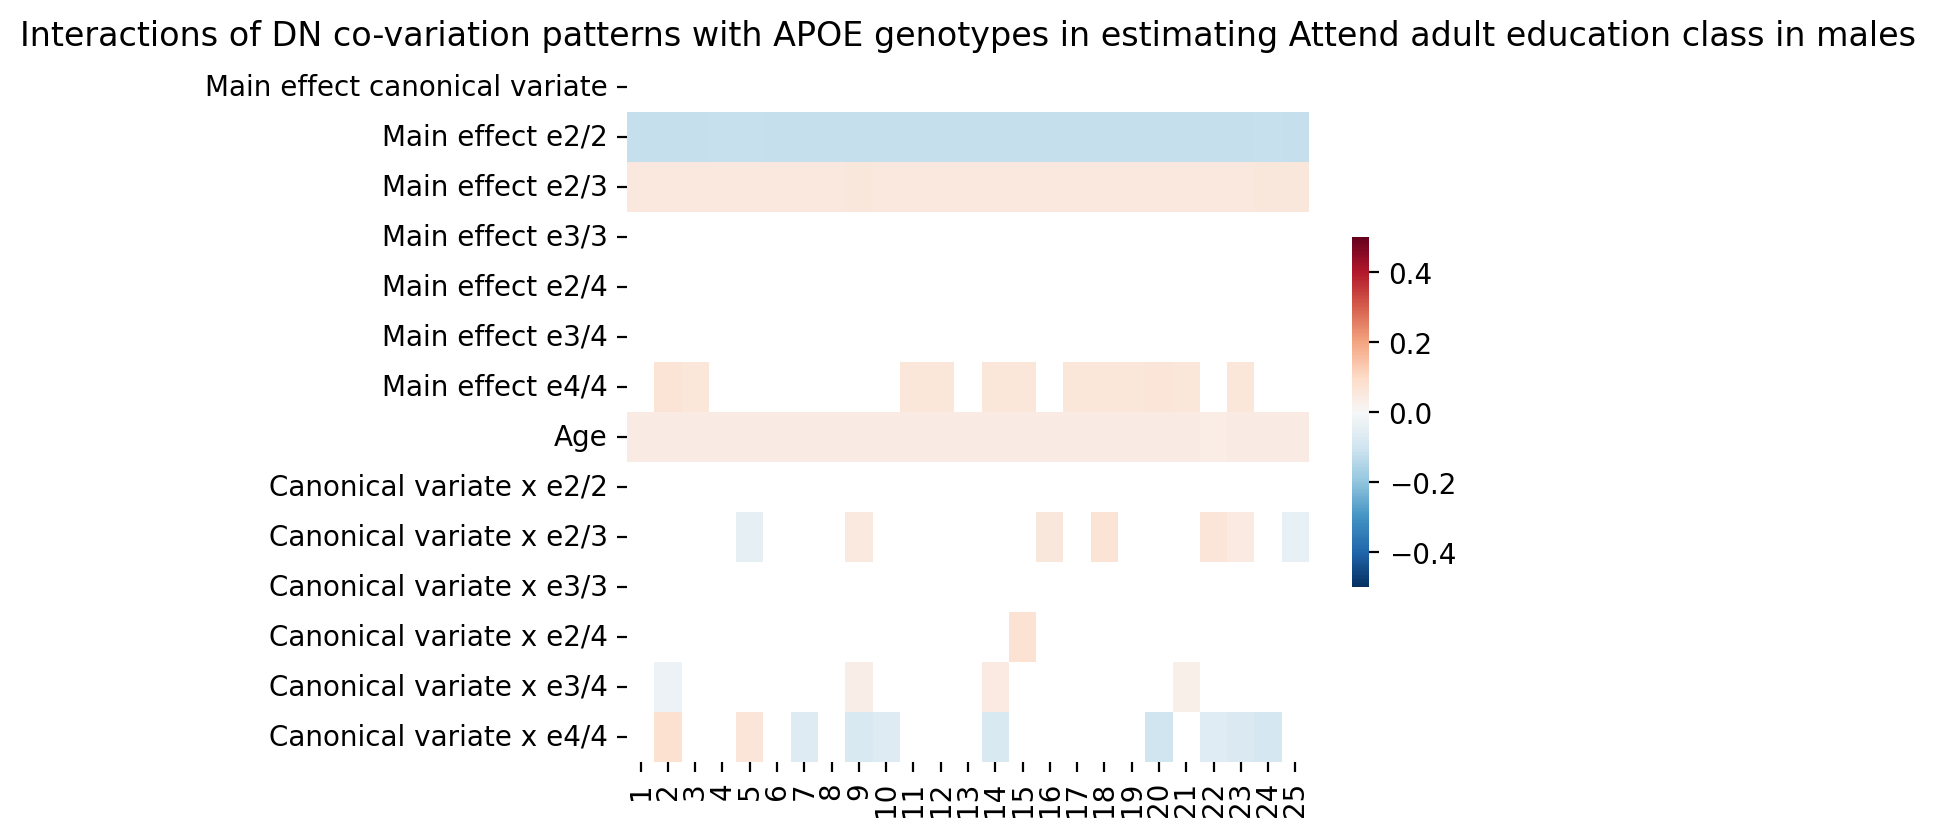 Interactions of DN co-variation patterns with APOE genotypes in estimating Attend adult education class in males
Main effect canonical variate
Main effect e2/2
Main effect e2/3
Main effect e3/3
Main effect e2/4
Main effect e3/4
Main effect e4/4
Age
Canonical variate x e2/2
Canonical variate x e2/3
Canonical variate x e3/3
Canonical variate x e2/4
Canonical variate x e3/4
Canonical variate x e4/4
1 2 3 4 5 6 7 8 9 10 11 12 13 14 15 16 17 18 19 20 21 22 23 24 25
0.4
0.2
0.0
−0.2
−0.4